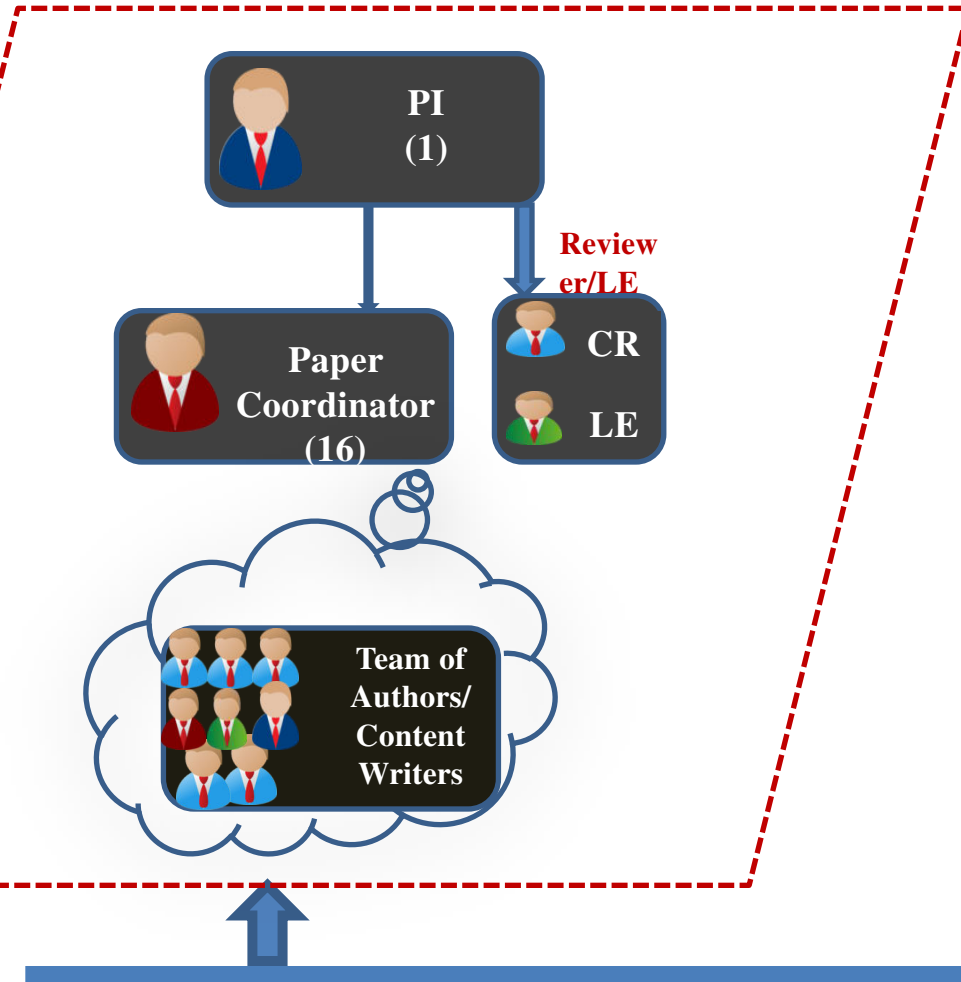 PI
(1)
Review
er/LE
Paper
Coordinator
(16)
CR
LE
Team of
Authors/
Content
Writers